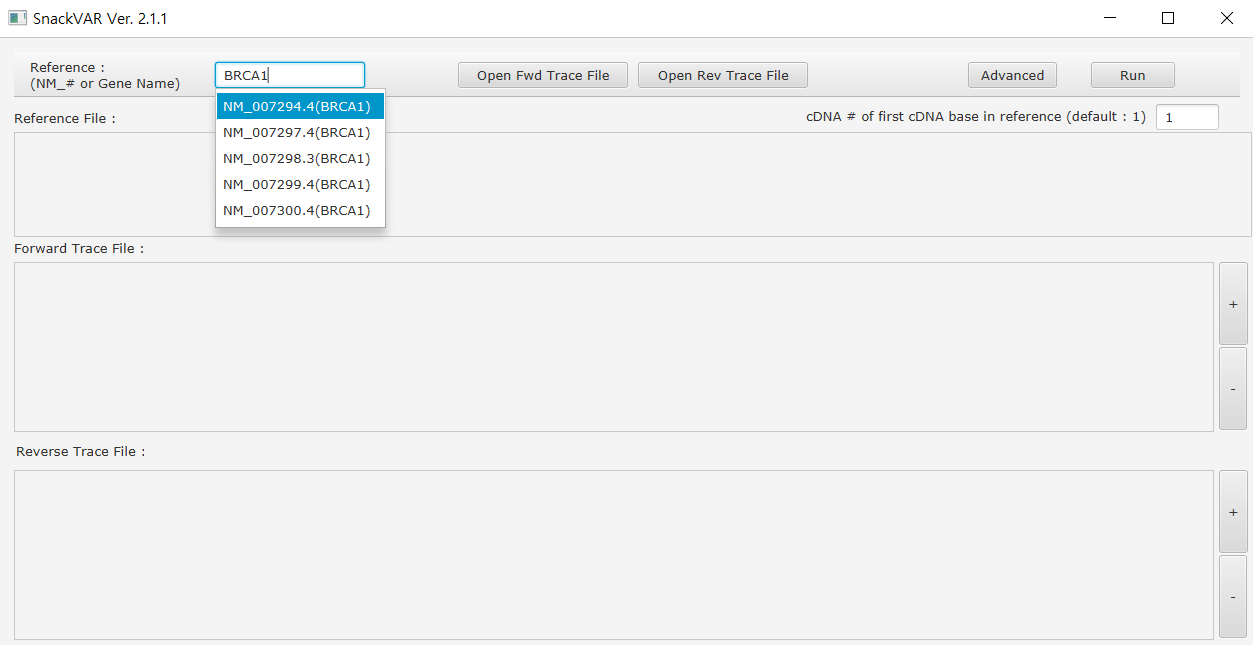 SnackVAR Ver. 2.1.1
Reference :
(NM_# or Gene Name)
BRCA1
Open Fwd Trace File
Open Rev Trace File
Advanced
Run
NM_007294.4(BRCA1)
NM_007297.4(BRCA1)
NM_007298.3(BRCA1)
NM_007299.4(BRCA1)
NM_007300.4(BRCA1)
Reference File :
cDNA # of first cDNA base in reference (default : 1)
1
Forward Trace File :
+
-
Reverse Trace File :
+
-